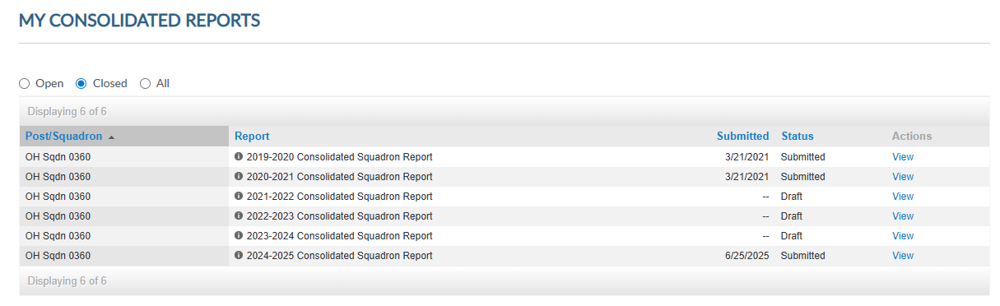 MY CONSOLIDATED REPORTS
Open Closed All
Displaying 6 of 6
Post/Squadron Report Submitted Status Actions
OH Sqdn 0360 2019-2020 Consolidated Squadron Report 3/21/2021 Submitted View
OH Sqdn 0360 2020-2021 Consolidated Squadron Report 3/21/2021 Submitted View
OH Sqdn 0360 2021-2022 Consolidated Squadron Report -- Draft View
OH Sqdn 0360 2022-2023 Consolidated Squadron Report -- Draft View
OH Sqdn 0360 2023-2024 Consolidated Squadron Report -- Draft View
OH Sqdn 0360 2024-2025 Consolidated Squadron Report 6/25/2025 Submitted View
Displaying 6 of 6